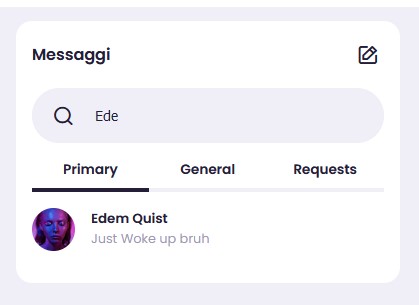 Messaggi
Ede
Primary General Requests
Edem Quist
Just Woke up bruh